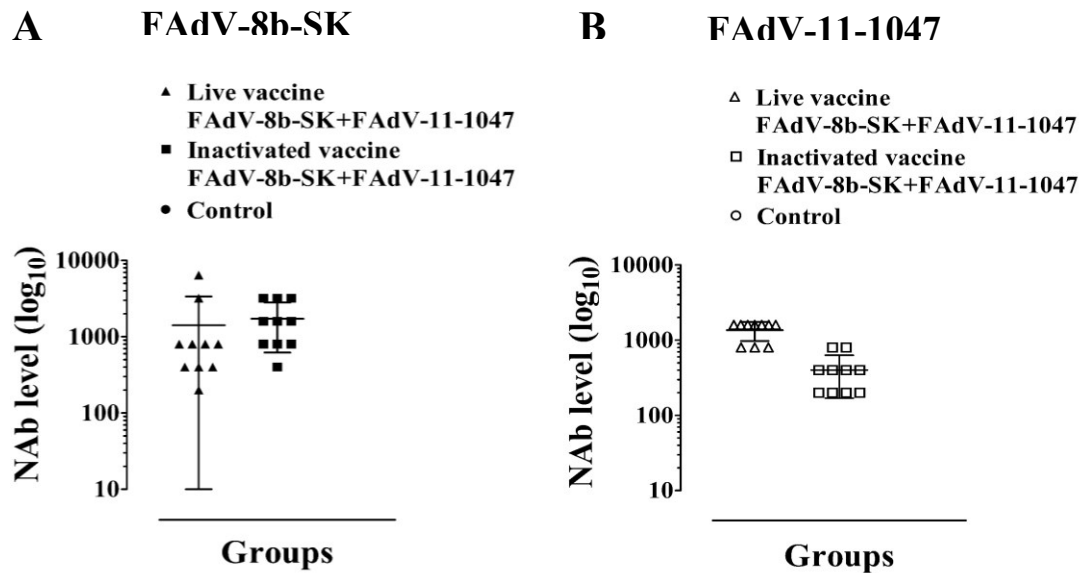 A
FAdV-8b-SK
Live vaccine
FAdV-8b-SK+FAdV-11-1047
Inactivated vaccine
FAdV-8b-SK+FAdV-11-1047
Control
NAb level (log10)
10000
1000
100
10
Groups
B
FAdV-11-1047
Live vaccine
FAdV-8b-SK+FAdV-11-1047
Inactivated vaccine
FAdV-8b-SK+FAdV-11-1047
Control
NAb level (log10)
10000
1000
100
10
Groups